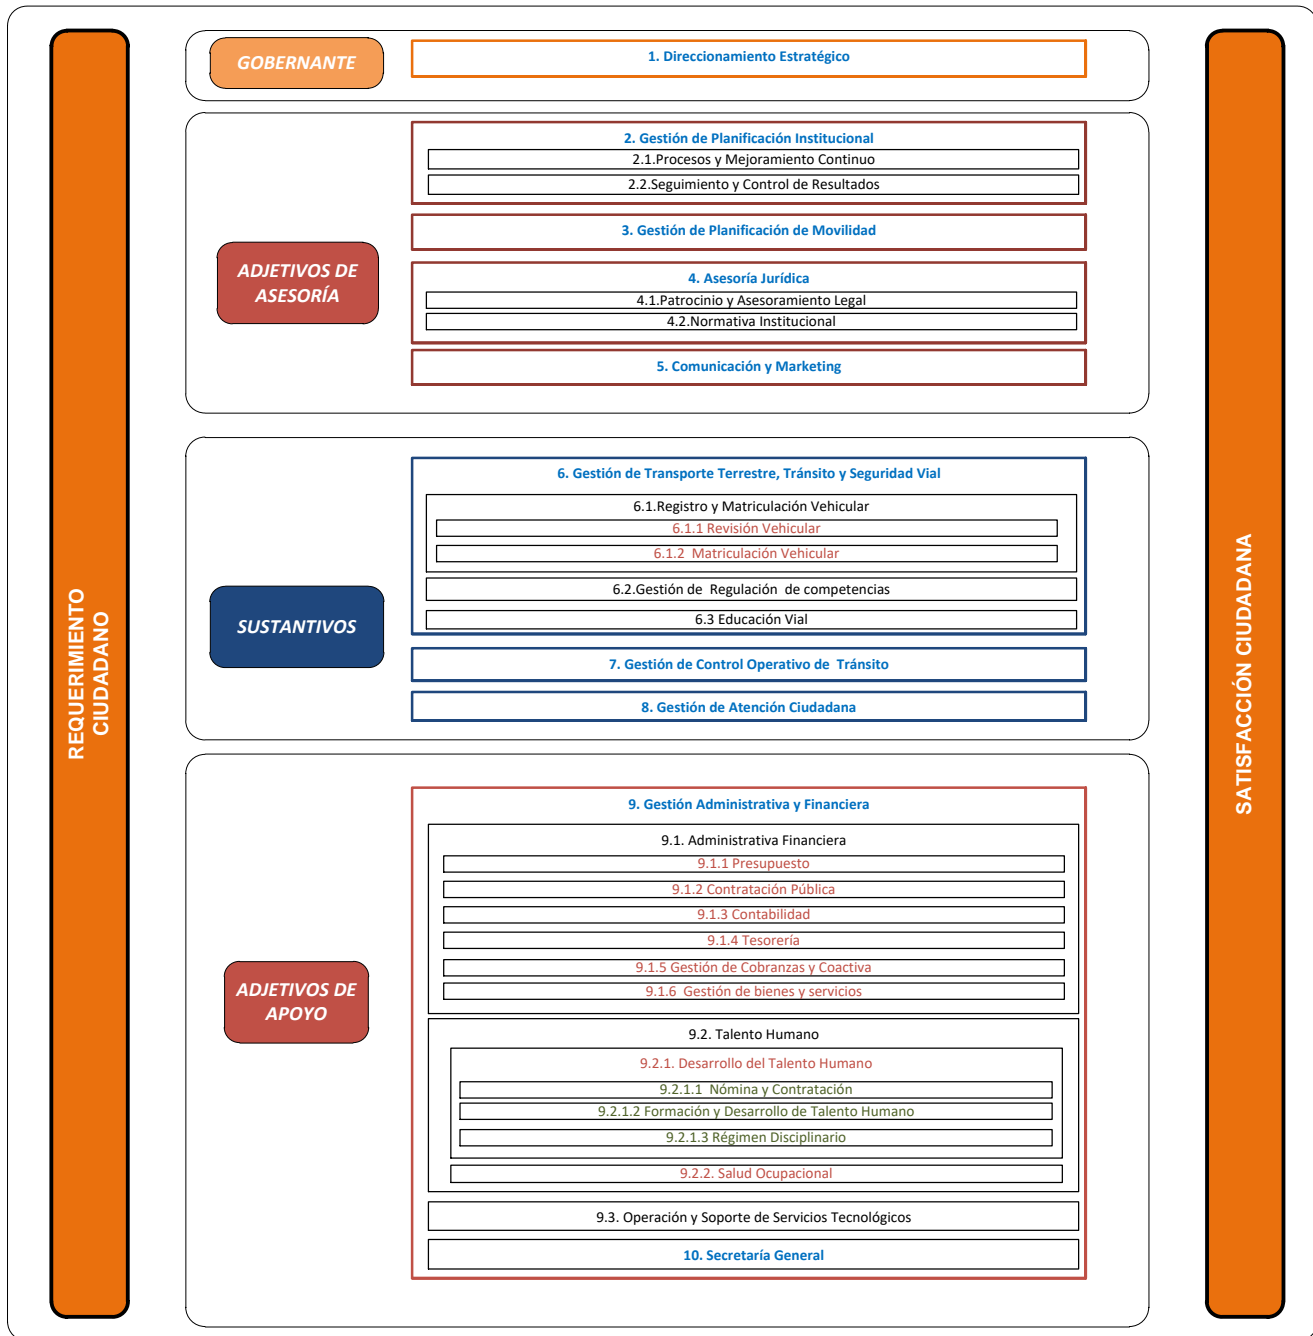 REQUERIMIENTO
CIUDADANO
GOBERNANTE
1. Direccionamiento Estratégico
ADJETIVOS DE
ASESORÍA
2. Gestión de Planificación Institucional
2.1.Procesos y Mejoramiento Continuo
2.2.Seguimiento y Control de Resultados
3. Gestión de Planificación de Movilidad
4. Asesoría Jurídica
4.1.Patrocinio y Asesoramiento Legal
4.2.Normativa Institucional
5. Comunicación y Marketing
SUSTANTIVOS
6. Gestión de Transporte Terrestre, Tránsito y Seguridad Vial
6.1.Registro y Matriculación Vehicular
6.1.1 Revisión Vehicular
6.1.2 Matriculación Vehicular
6.2.Gestión de Regulación de competencias
6.3 Educación Vial
7. Gestión de Control Operativo de Tránsito
8. Gestión de Atención Ciudadana
ADJETIVOS DE
APOYO
9. Gestión Administrativa y Financiera
9.1. Administrativa Financiera
9.1.1 Presupuesto
9.1.2 Contratación Pública
9.1.3 Contabilidad
9.1.4 Tesorería
9.1.5 Gestión de Cobranzas y Coactiva
9.1.6 Gestión de bienes y servicios
9.2. Talento Humano
9.2.1. Desarrollo del Talento Humano
9.2.1.1 Nómina y Contratación
9.2.1.2 Formación y Desarrollo de Talento Humano
9.2.1.3 Régimen Disciplinario
9.2.2. Salud Ocupacional
9.3. Operación y Soporte de Servicios Tecnológicos
10. Secretaría General
SATISFACCIÓN CIUDADANA